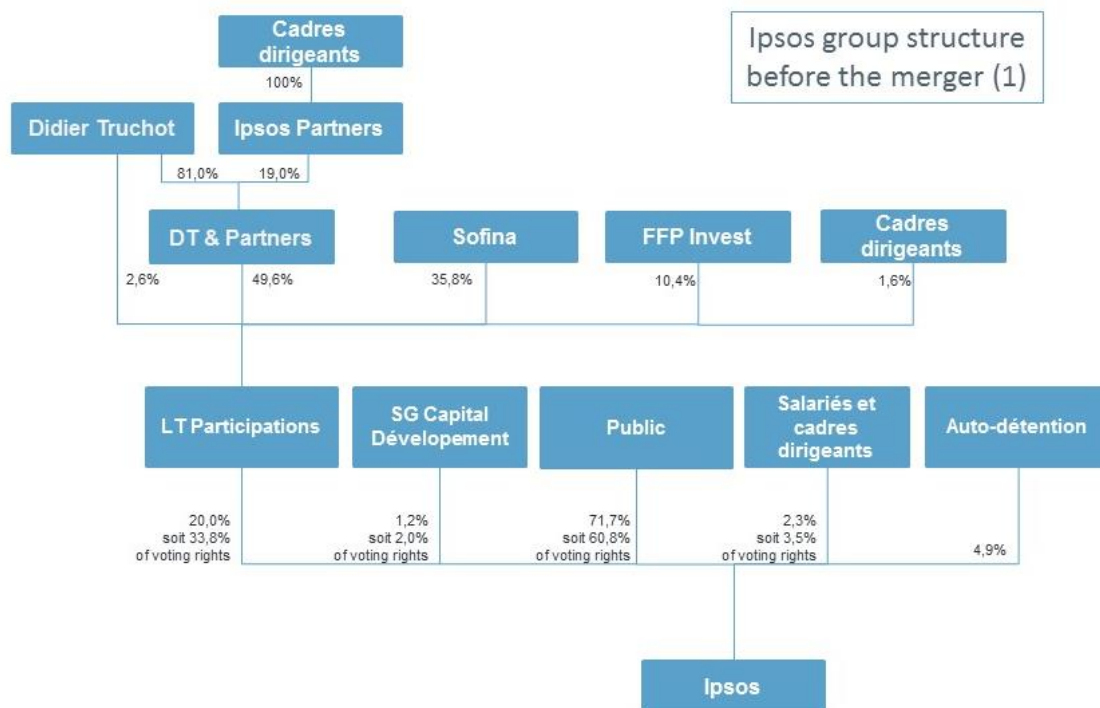 Cadres
dirigeants
Ipsos group structure
before the merger (1)
100%
Didier Truchot
Ipsos Partners
81,0%
19,0%
DT & Partners
Sofina
FFP Invest
Cadres
dirigeants
2,6%
49,6%
35,8%
10,4%
1,6%
LT Participations
SG Capital
Dévelopement
Public
Salariés et
cadres
dirigeants
Auto-détention
20,0%
soit 33,8%
of voting rights
1,2%
soit 2,0%
of voting rights
71,7%
soit 60,8%
of voting rights
2,3%
soit 3,5%
of voting rights
4,9%
Ipsos